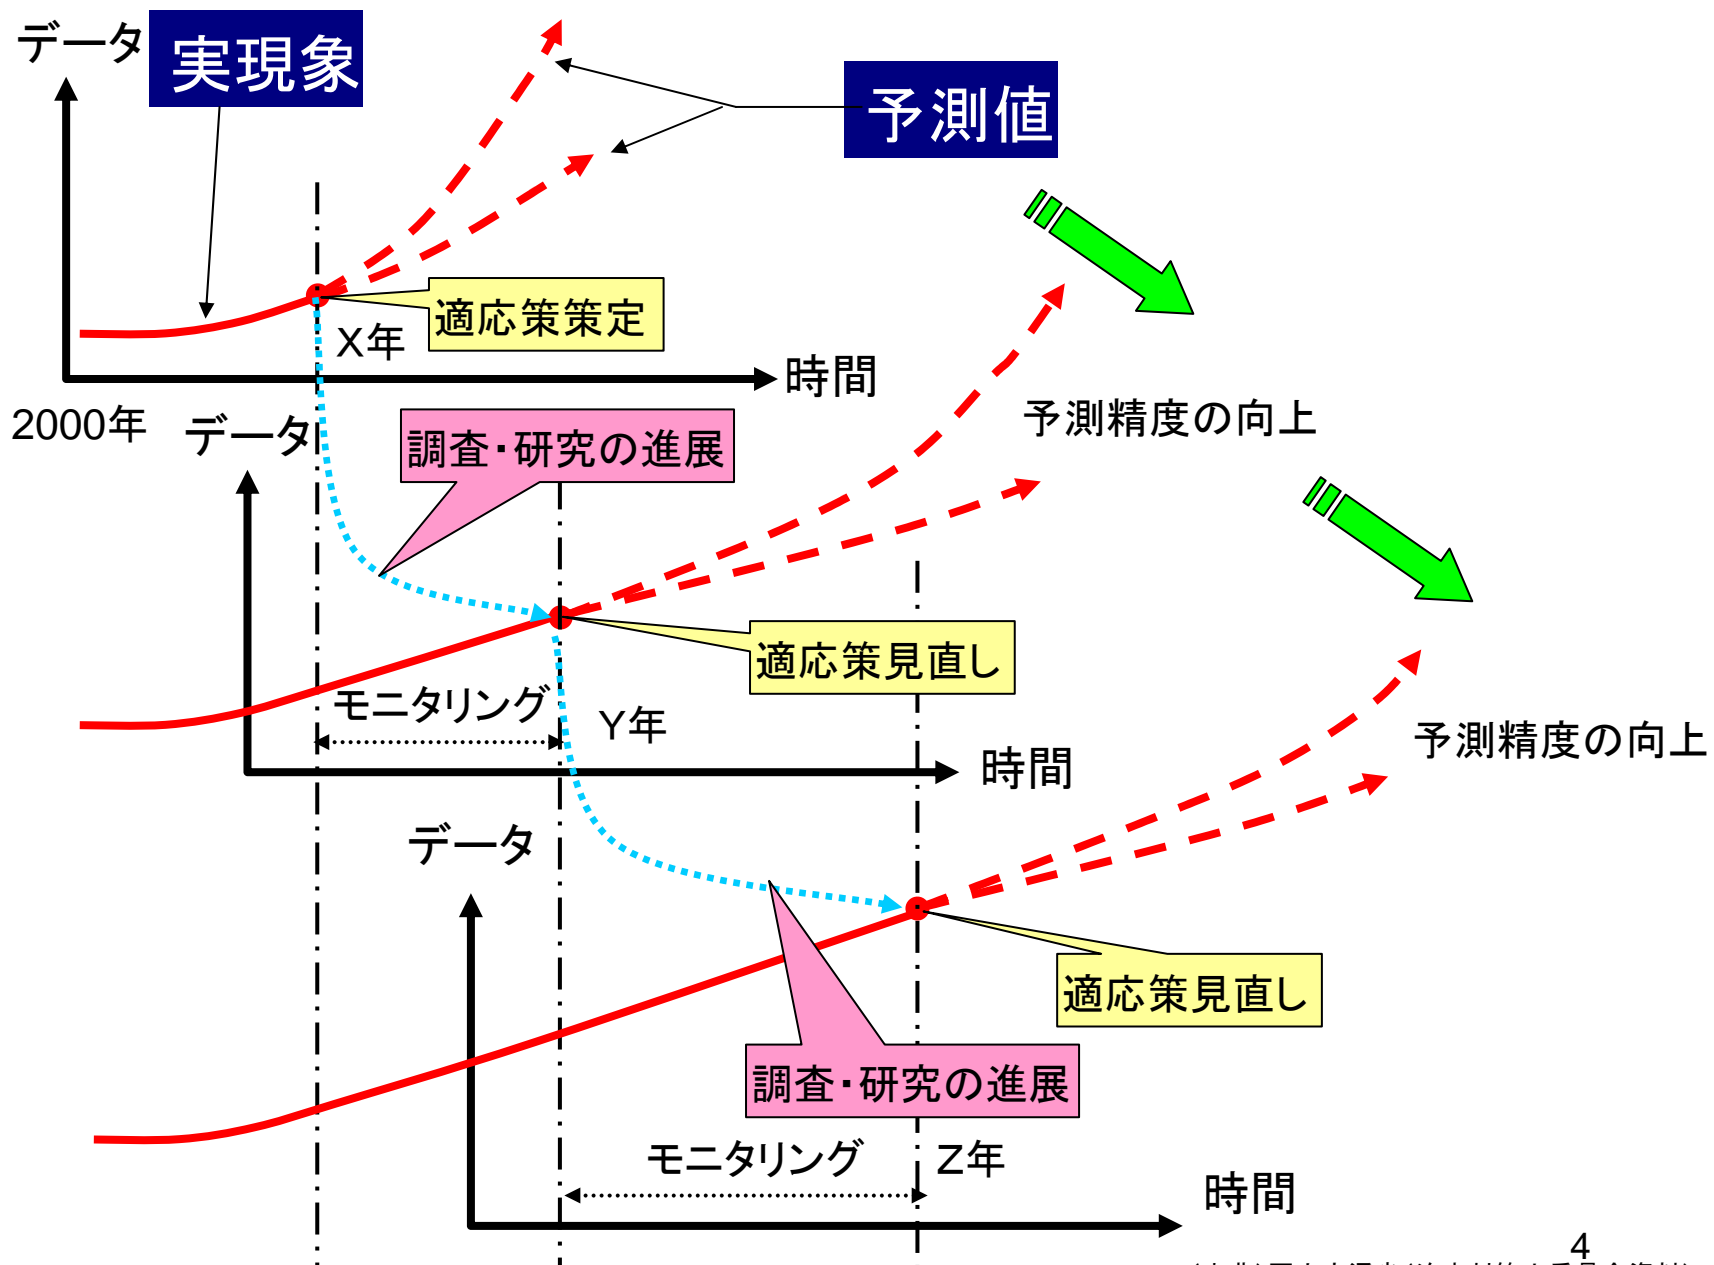 データ
実現象
予測値
適応策策定
X年
時間
2000年
データ
調査・研究の進展
予測精度の向上
適応策見直し
モニタリング
Y年
時間
予測精度の向上
データ
適応策見直し
調査・研究の進展
モニタリング
Z年
時間
4